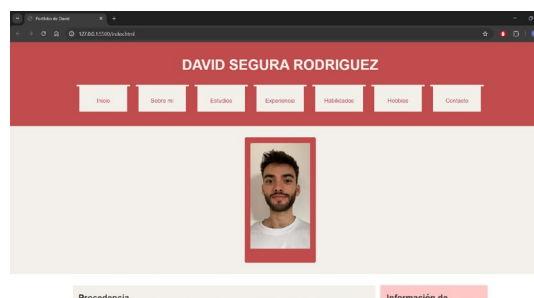 Portfolio de David
127.0.0.1:5500/index.html
DAVID SEGURA RODRIGUEZ
Inicio
Sobre mi
Estudios
Experiencia
Habilidades
Hobbies
Contacto
Procedencia
Información de